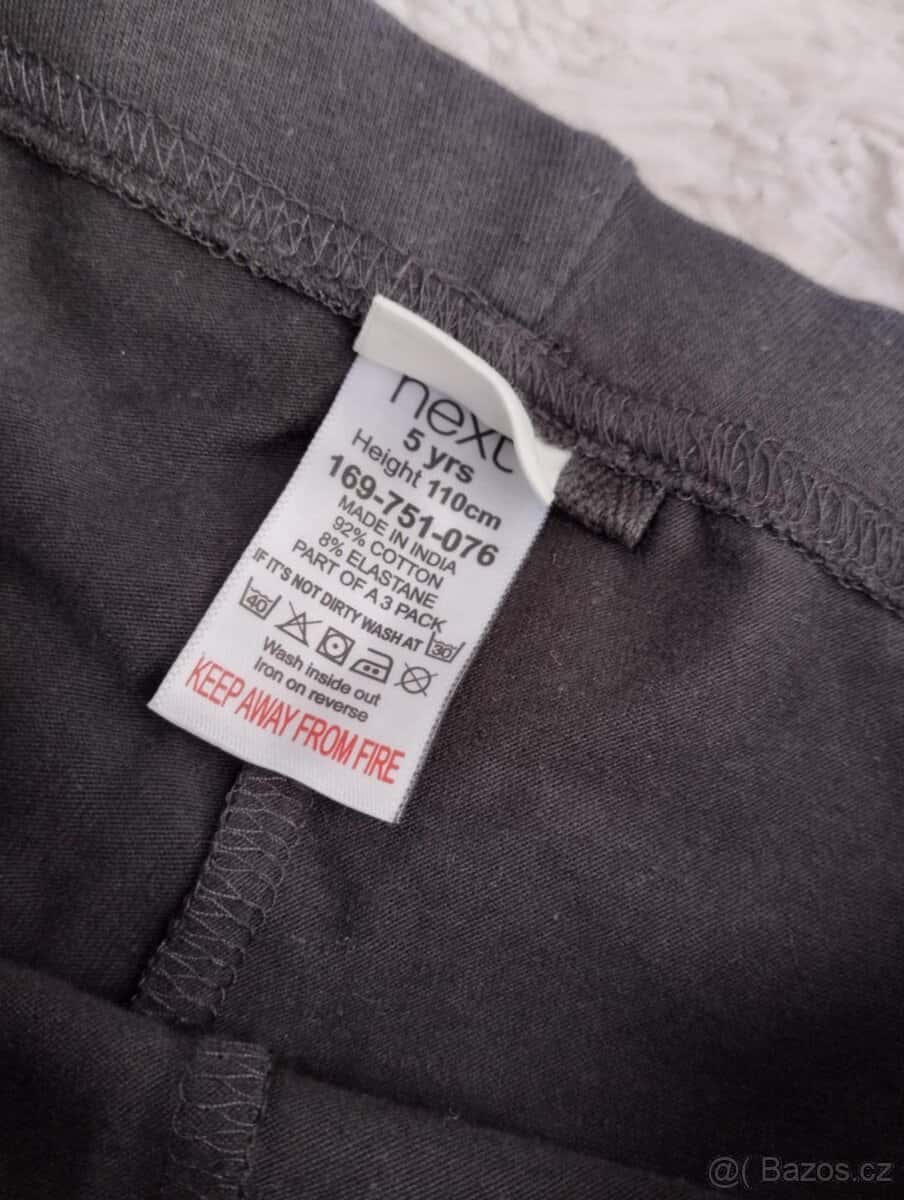 next
5 yrs
Height 110cm
169-751-076
MADE IN INDIA
92% COTTON
8% ELASTANE
PART OF A 3 PACK
IF IT'S NOT DIRTY WASH AT 30°
40°
Wash inside out
Iron on reverse
KEEP AWAY FROM FIRE
@( Bazos.cz